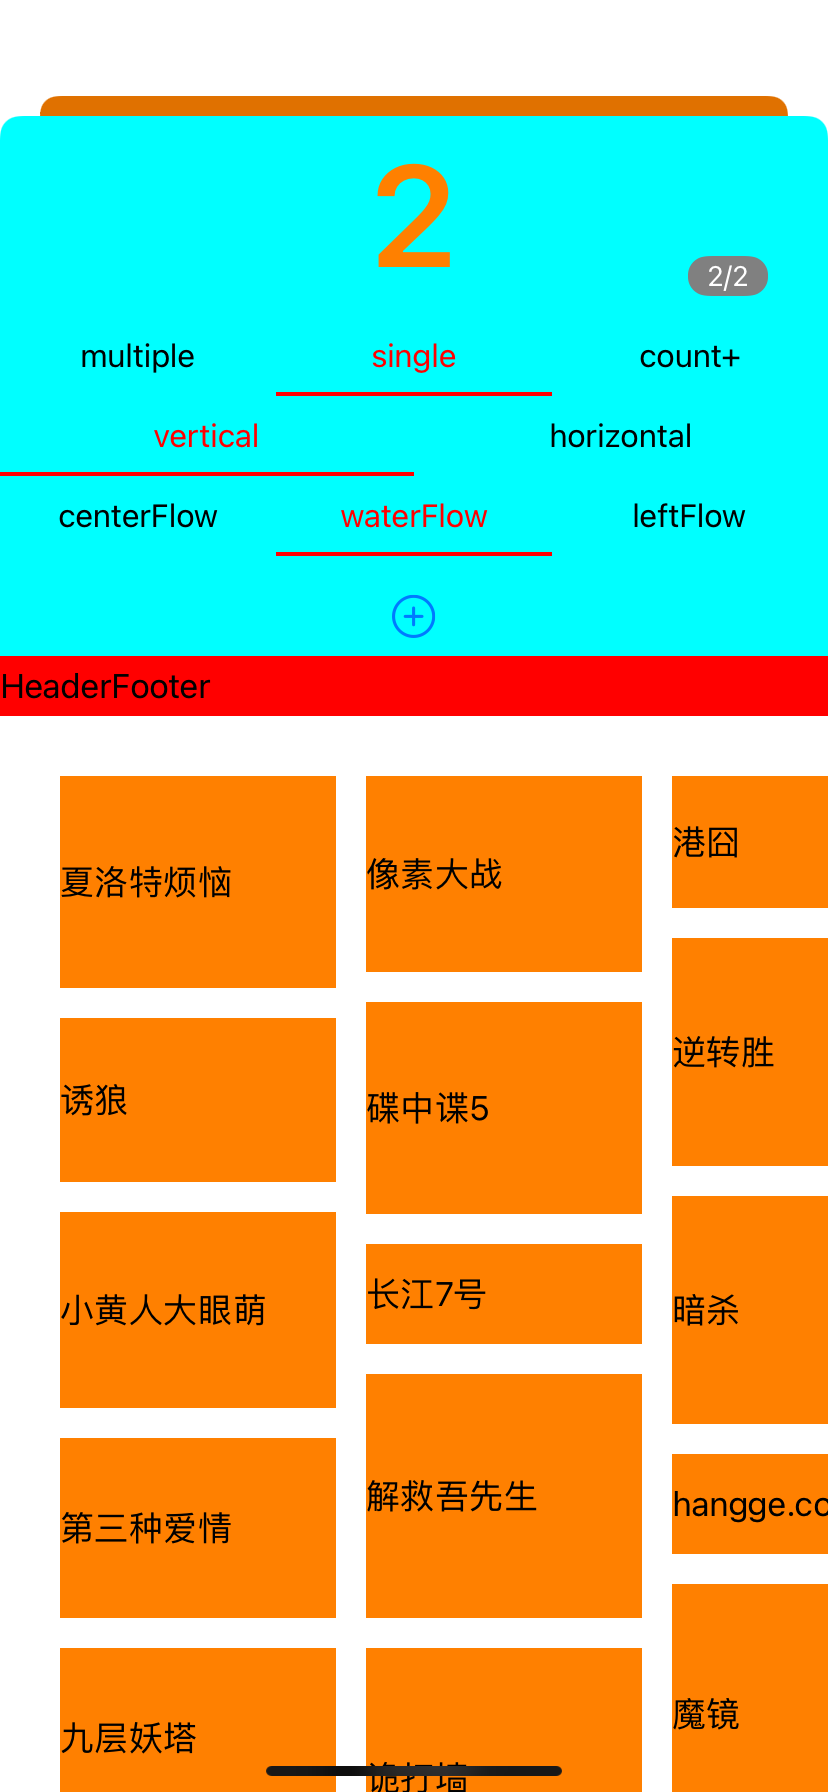 2
2/2
multiple single count+
vertical horizontal
centerFlow waterFlow leftFlow
HeaderFooter
夏洛特烦恼
像素大战
港囧
诱狼
碟中谍5
逆转胜
小黄人大眼萌
长江7号
暗杀
第三种爱情
解救吾先生
hangge.co
九层妖塔
诡打墙
魔镜